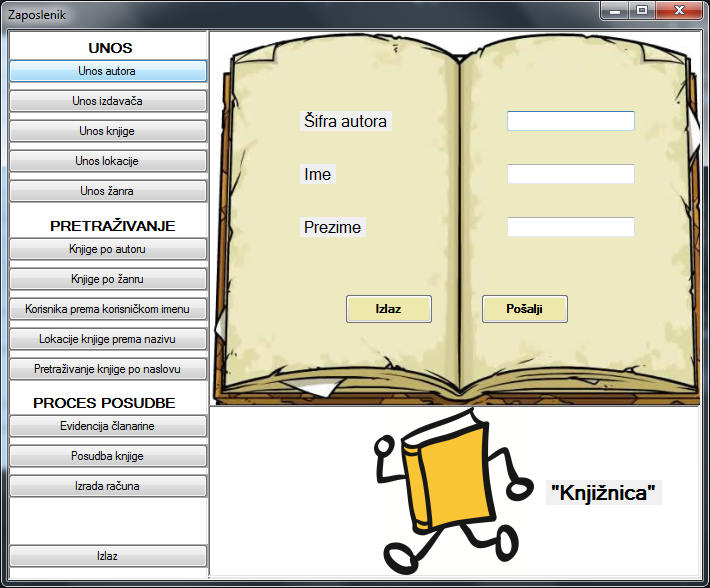 Zaposlenik
UNOS
Unos autora
Unos izdavača
Unos knjige
Unos lokacije
Unos žanra
PRETRAŽIVANJE
Knjige po autoru
Knjige po žanru
Korisnika prema korisničkom imenu
Lokacije knjige prema nazivu
Pretraživanje knjige po naslovu
PROCES POSUDBE
Evidencija članarine
Posudba knjige
Izrada računa
Izlaz
Šifra autora
Ime
Prezime
Izlaz Pošalji
"Knjižnica"